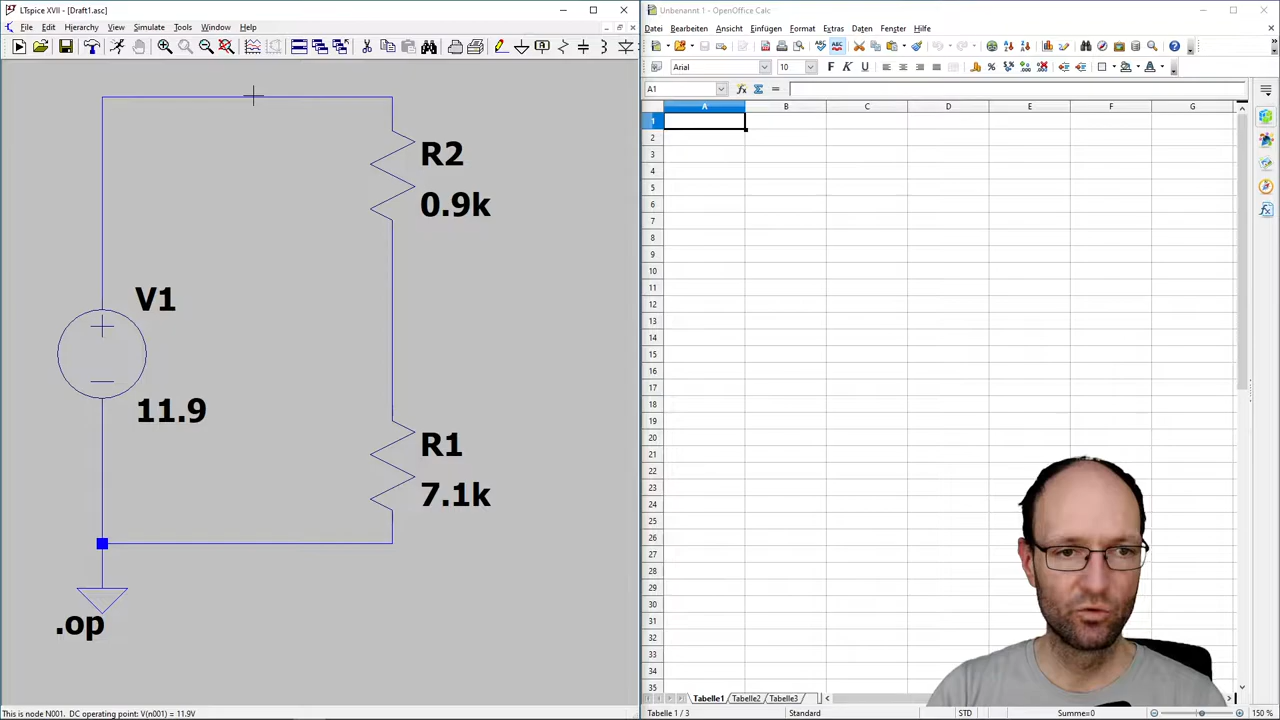 LTspice XVII - [Draft1.asc]
File Edit Hierarchy View Simulate Tools Window Help
R2
0.9k
V1
11.9
R1
7.1k
.op
This is node N001. DC operating point: V(n001) = 11.9V
Unbenannt 1 - OpenOffice Calc
Datei Bearbeiten Ansicht Einfügen Format Extras Daten Fenster Hilfe
Arial 10 F K U
A1
A B C D E F G
1
2
3
4
5
6
7
8
9
10
11
12
13
14
15
16
17
18
19
20
21
22
23
24
25
26
27
28
29
30
31
32
33
34
35
Tabelle1 Tabelle2 Tabelle3
Tabelle 1 / 3 Standard STD Summe=0 150 %